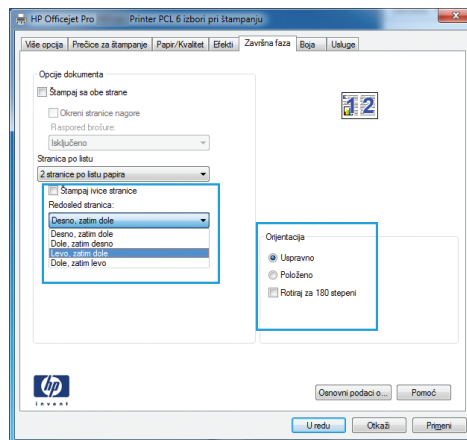 HP Officejet Pro Printer PCL 6 izbori pri štampanju
Više opcija Prečice za štampanje Papir/Kvalitet Efekti Završna faza Boja Usluge
Opcije dokumenta
Štampaj sa obe strane
Okreni stranice nagore
Raspored brošure:
Isključeno
Stranica po listu
2 stranice po listu papira
Štampaj ivice stranice
Redosled stranica:
Desno, zatim dole
Desno, zatim dole
Dole, zatim desno
Levo, zatim dole
Dole, zatim levo
1 2
Orijentacija
Uspravno
Položeno
Rotiraj za 180 stepeni
hp
invent
Osnovni podaci o... Pomoć
U redu Otkaži Primeni